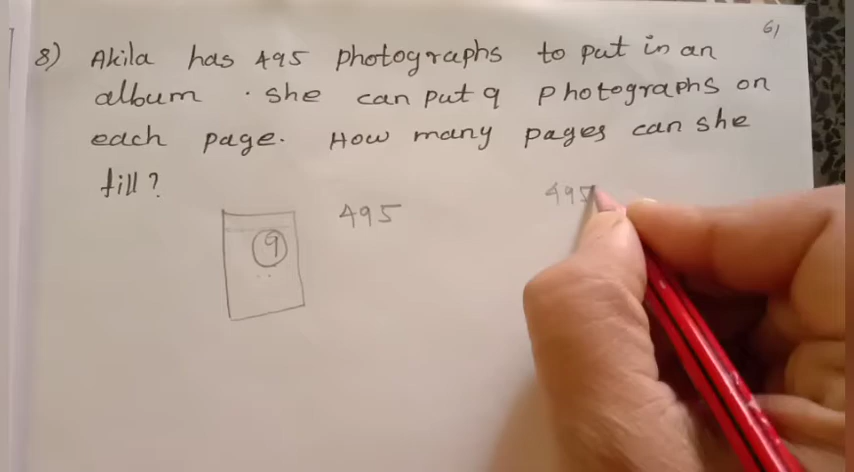 61
8) Akila has 495 photographs to put in an
album . she can put 9 photographs on
each page. How many pages can she
fill?
9
495
495